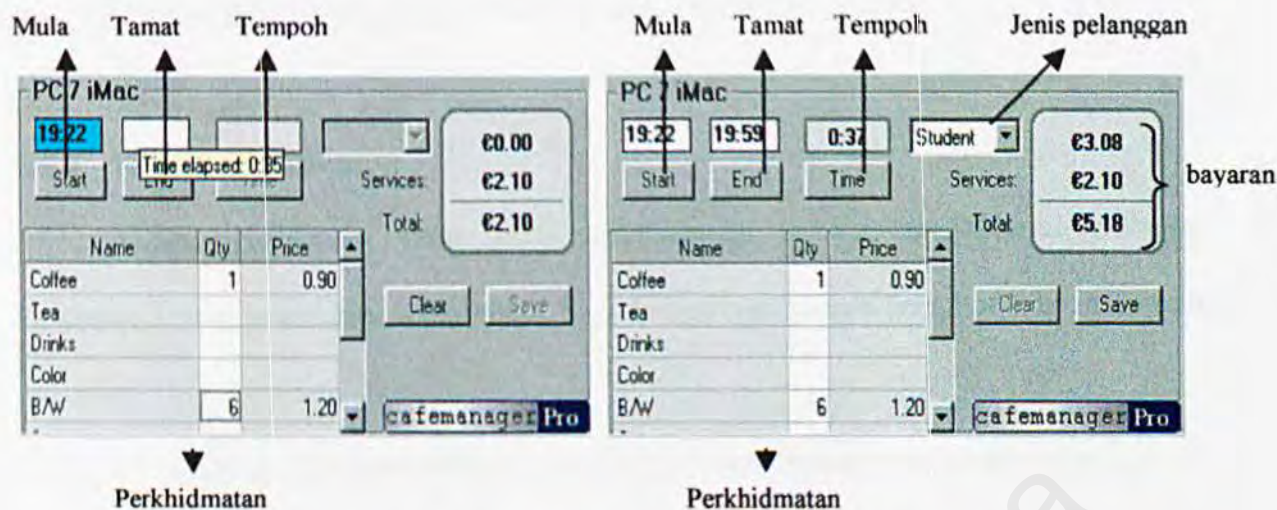 Mula Tamat Tempoh
PC 7 iMac
19:22
Time elapsed: 0:35
Start End Time Services:
Total:
€0.00
€2.10
€2.10
Name Qty Price
Coffee 1 0.90
Tea
Drinks
Color
B/W 6 1.20
Clear Save
cafemanager Pro
Perkhidmatan
Mula Tamat Tempoh Jenis pelanggan
PC 7 iMac
19:22 19:59 0:37 Student
Start End Time Services:
Total:
€3.08
€2.10
€5.18
bayaran
Name Qty Price
Coffee 1 0.90
Tea
Drinks
Color
B/W 6 1.20
Clear Save
cafemanager Pro
Perkhidmatan